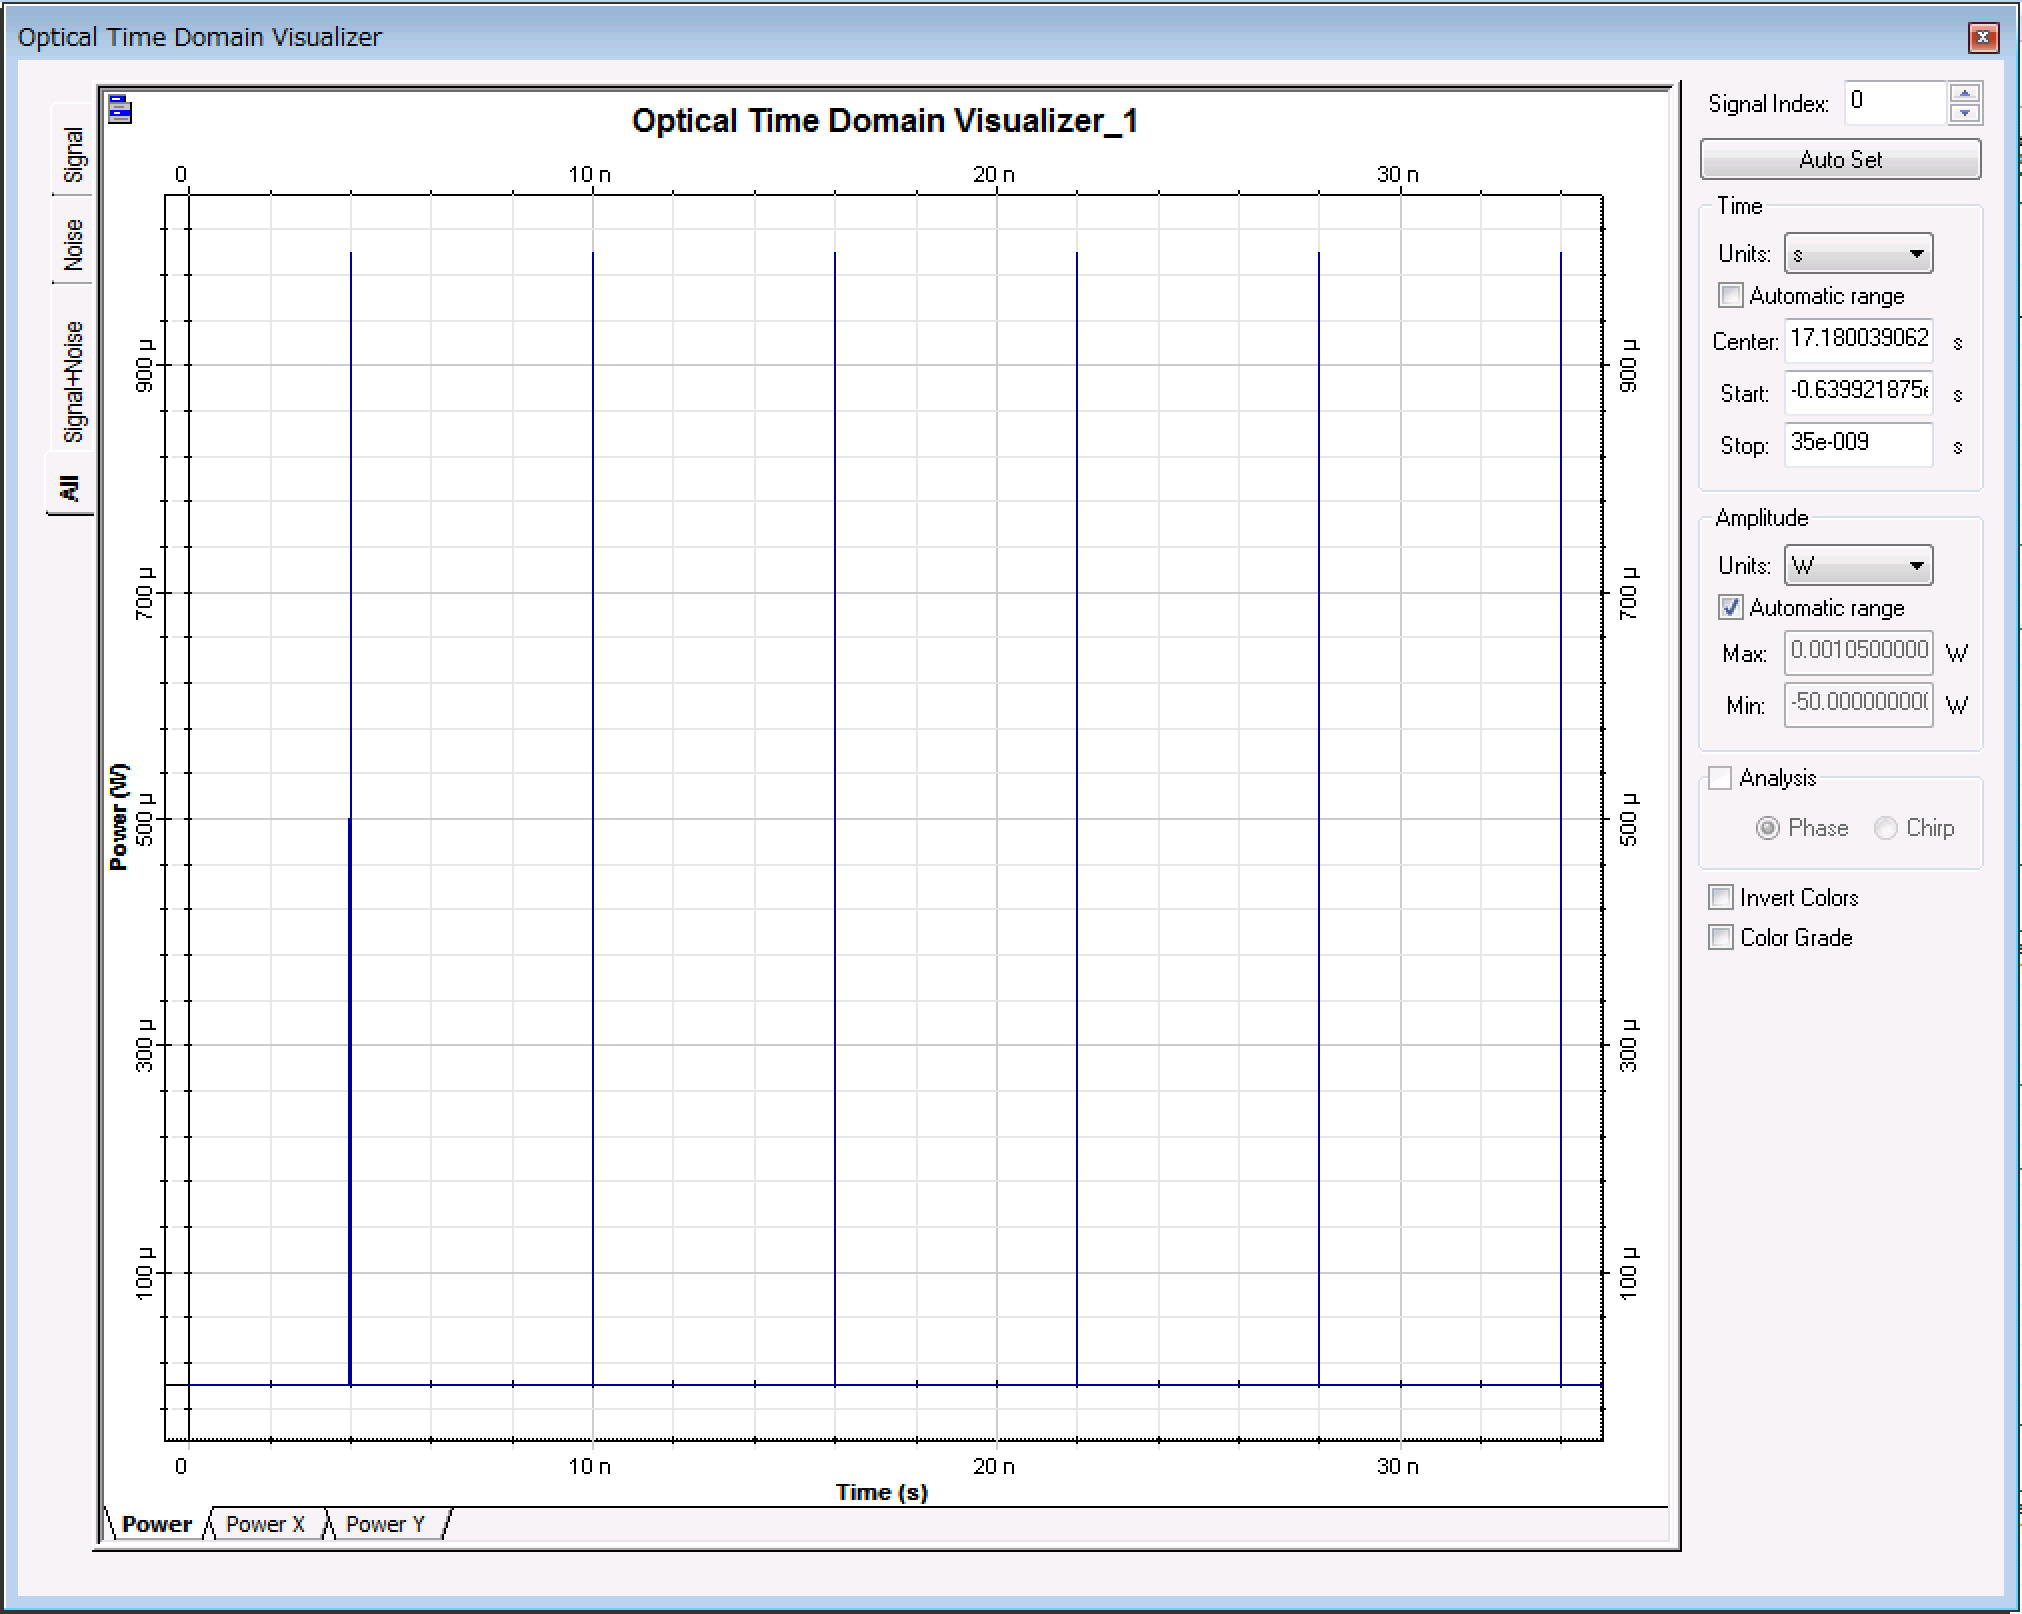 Optical Time Domain Visualizer
Signal
Noise
Signal+Noise
All
Optical Time Domain Visualizer_1
0 10 n 20 n 30 n
900 µ 900 µ
700 µ 700 µ
500 µ 500 µ
300 µ 300 µ
100 µ 100 µ
Power (W)
0 10 n 20 n 30 n
Time (s)
Power Power X Power Y
Signal Index: 0
Auto Set
Time
Units: s
Automatic range
Center: 17.180039062 s
Start: -0.639921875e s
Stop: 35e-009 s
Amplitude
Units: W
Automatic range
Max: 0.0010500000 W
Min: -50.000000000 W
Analysis
Phase Chirp
Invert Colors
Color Grade